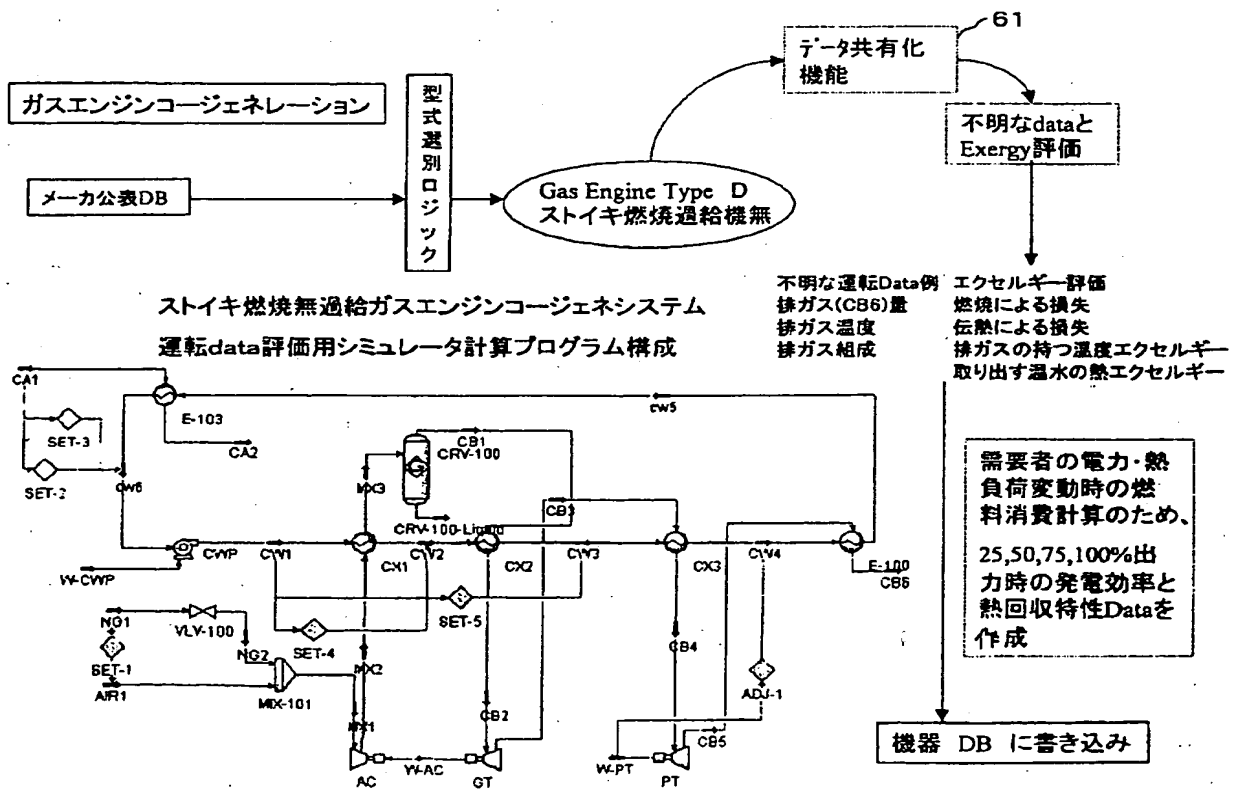 61
データ共有化
機能
ガスエンジンコージェネレーション
型式選別ロジック
不明なdataと
Exergy評価
メーカ公表DB
Gas Engine Type D
ストイキ燃焼過給機無
不明な運転Data例 エクセルギー評価
排ガス(CB6)量 燃焼による損失
排ガス温度 伝熱による損失
排ガス組成 排ガスの持つ温度エクセルギー
取り出す温水の熱エクセルギー
ストイキ燃焼無過給ガスエンジンコージェネシステム
運転data評価用シミュレータ計算プログラム構成
CA1
E-103
cw5
SET-3
CA2
CB1
CRV-100
SET-2
cw6
MX3
CB3
CRV-100-Liquid
CWP
CW1
CX1
CW2
CX2
CW3
CX3
CW4
E-100
CB6
W-CWP
SET-5
NG1
VLV-100
SET-4
CB4
SET-1
NG2
MX2
ADJ-1
AIR1
MIX-101
MX1
CB2
CB5
AC
W-AC
GT
W-PT
PT
需要者の電力・熱
負荷変動時の燃
料消費計算のため、
25,50,75,100%出
力時の発電効率と
熱回収特性Dataを
作成
機器 DB に書き込み